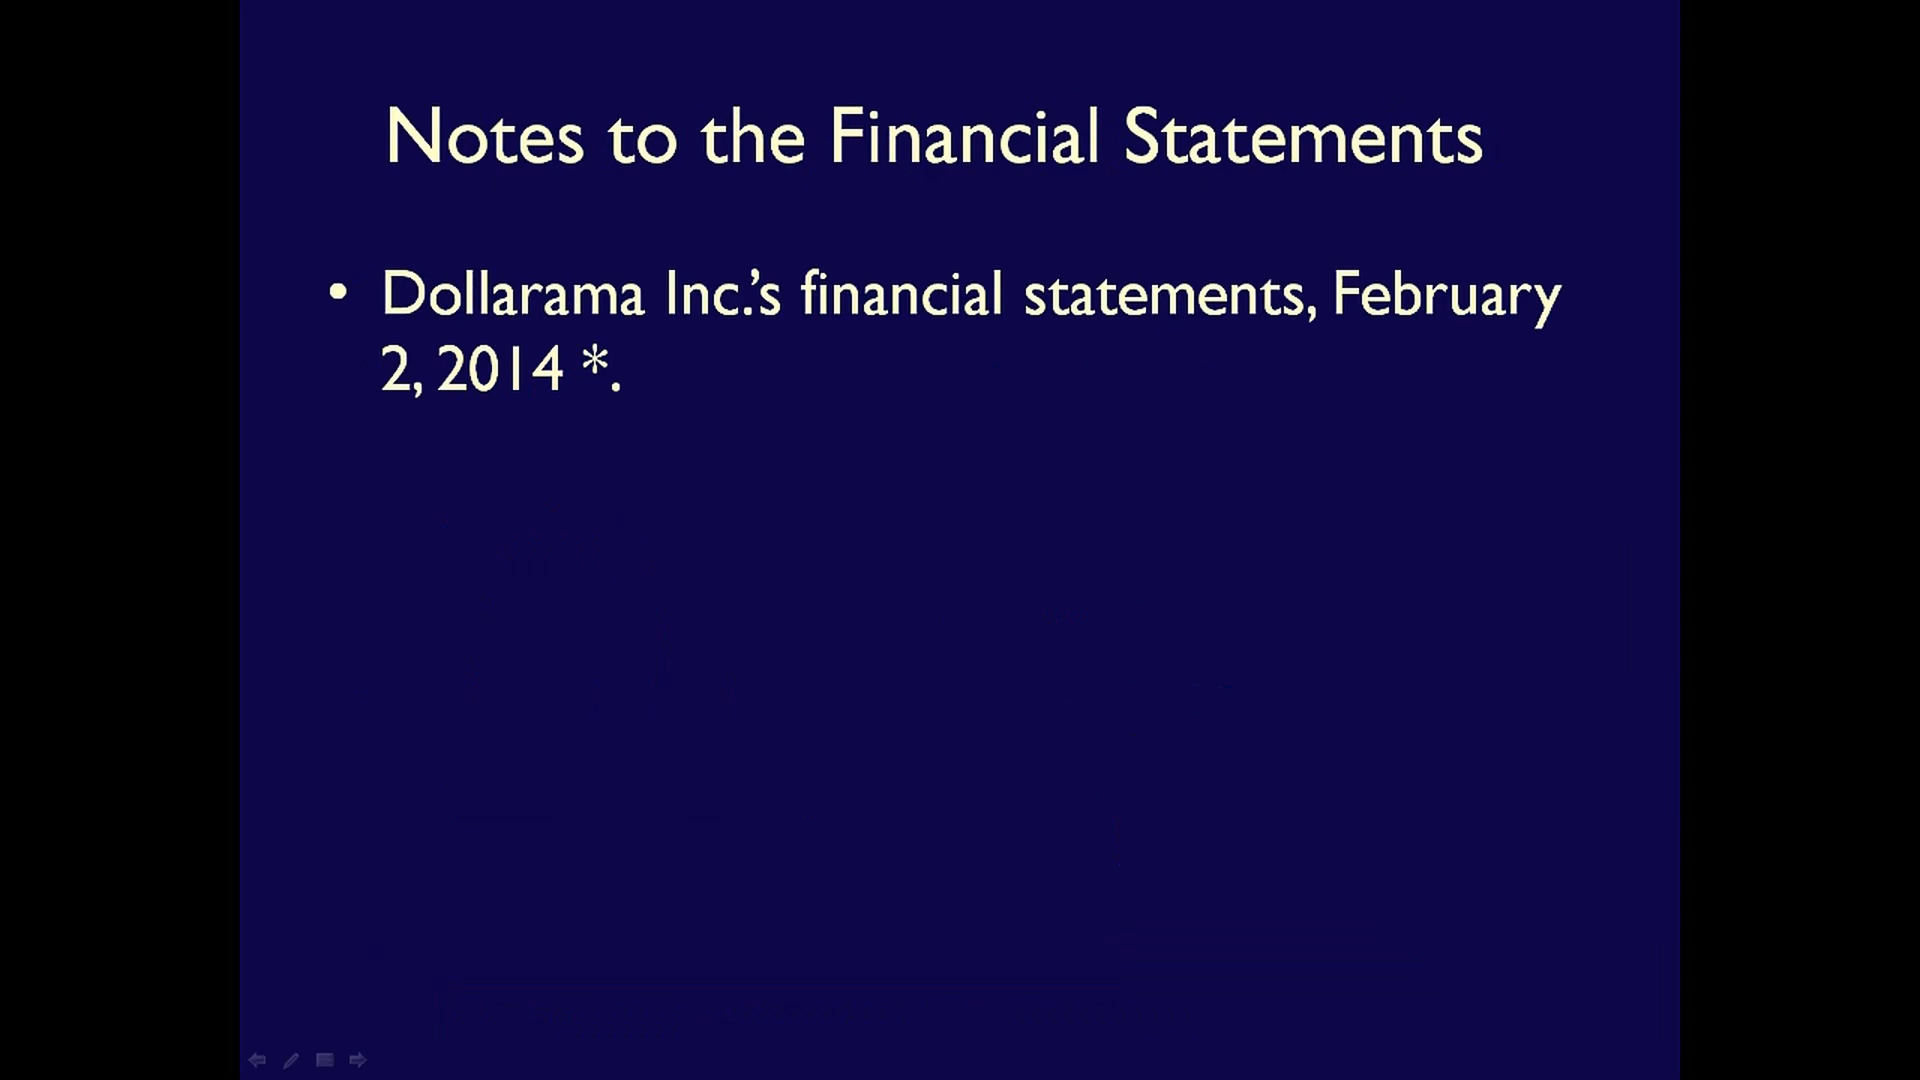 Notes to the Financial Statements
• Dollarama Inc.’s financial statements, February
2, 2014 *.